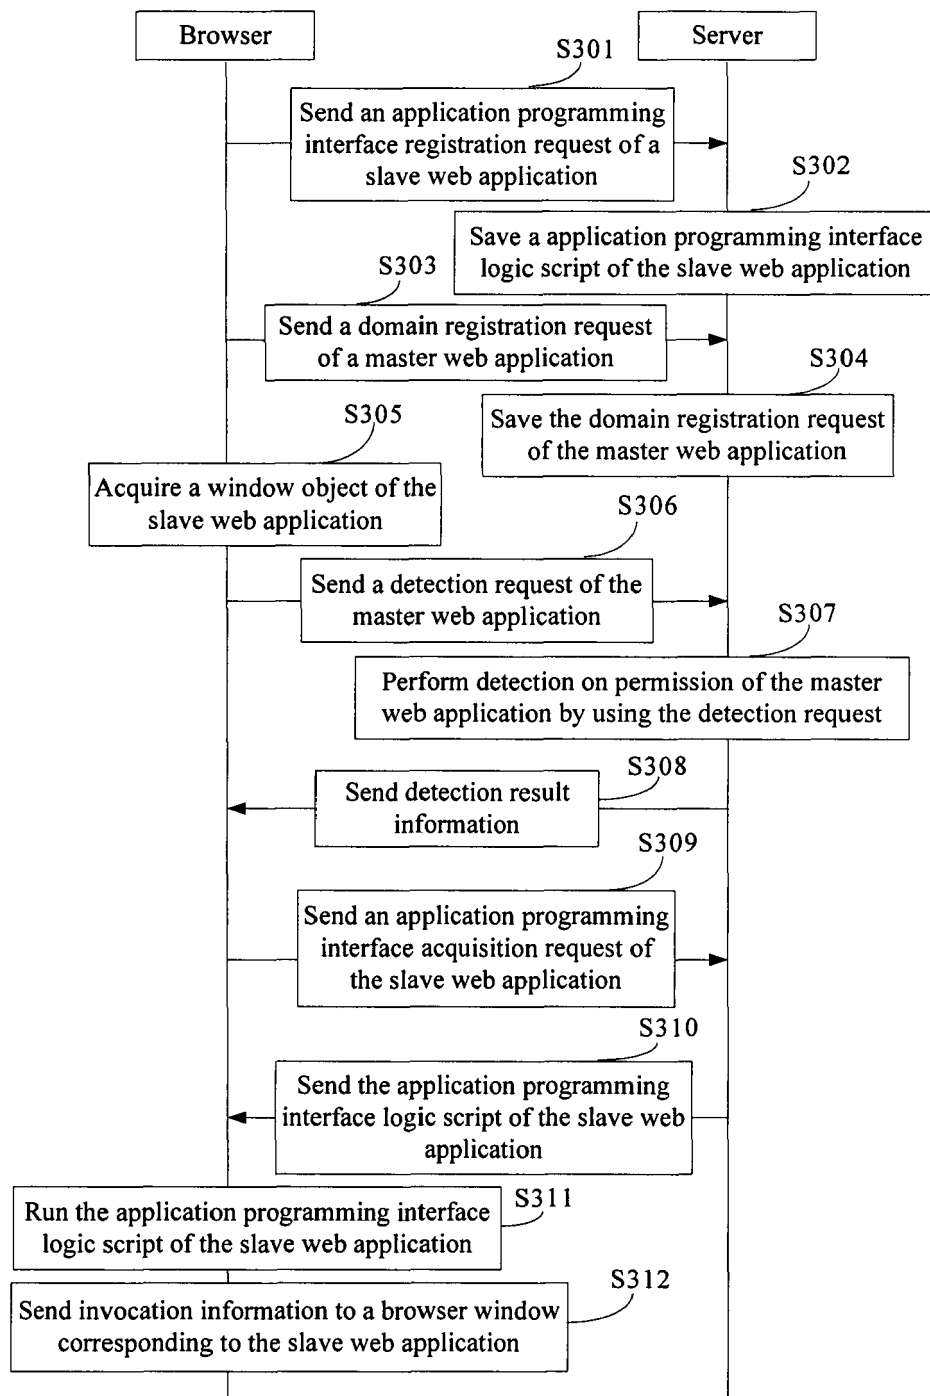 Browser
Server
S301
Send an application programming
interface registration request of a
slave web application
S302
Save a application programming interface
logic script of the slave web application
S303
Send a domain registration request
of a master web application
S304
Save the domain registration request
of the master web application
S305
Acquire a window object of the
slave web application
S306
Send a detection request of the
master web application
S307
Perform detection on permission of the master
web application by using the detection request
S308
Send detection result
information
S309
Send an application programming
interface acquisition request of
the slave web application
S310
Send the application programming
interface logic script of the slave web
application
S311
Run the application programming interface
logic script of the slave web application
S312
Send invocation information to a browser window
corresponding to the slave web application